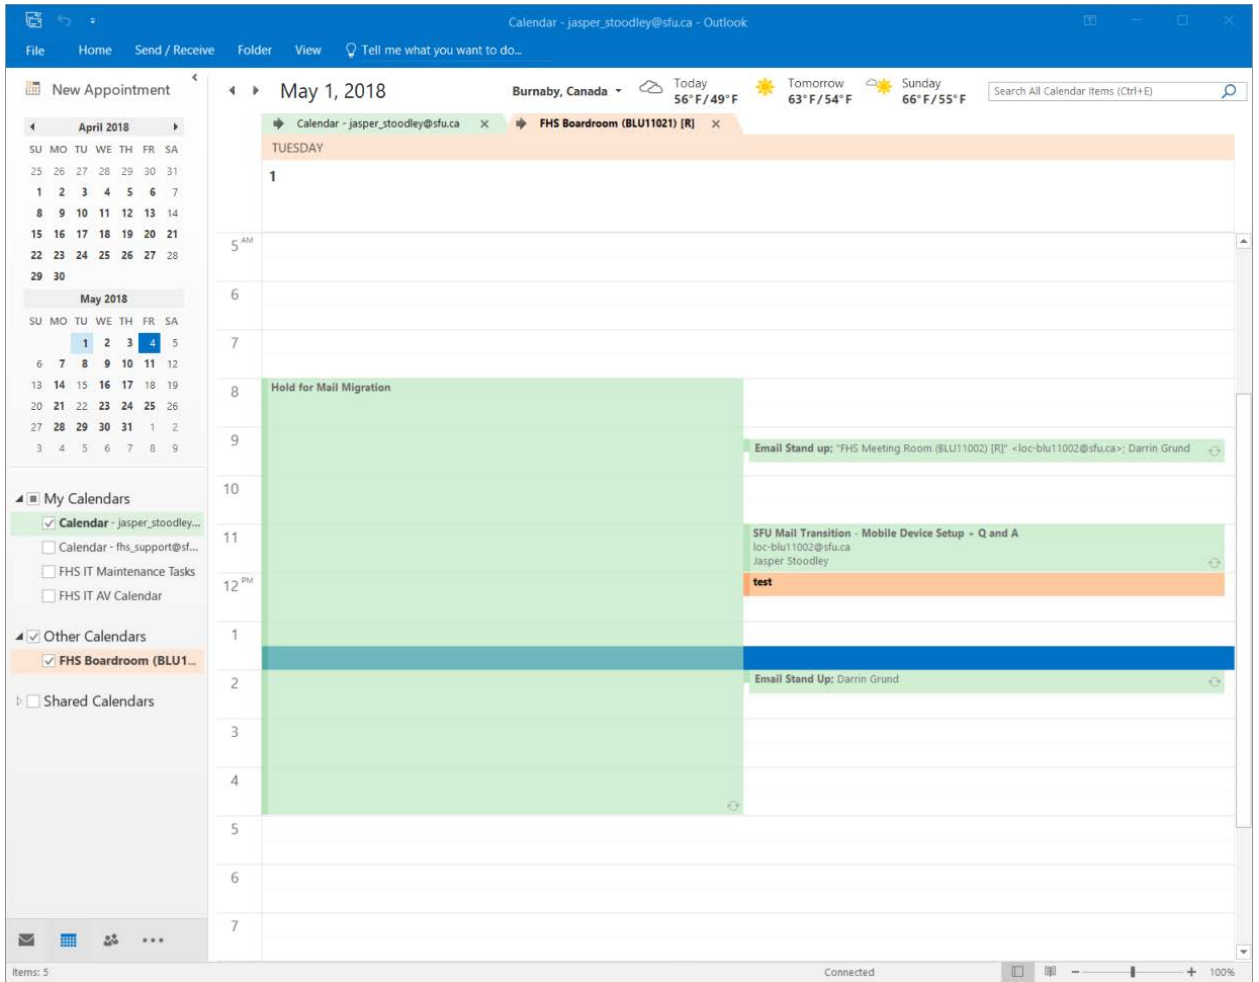 Calendar - jasper_stoodley@sfu.ca - Outlook
File Home Send / Receive Folder View Tell me what you want to do...
New Appointment
April 2018
SU MO TU WE TH FR SA
25 26 27 28 29 30 31
1 2 3 4 5 6 7
8 9 10 11 12 13 14
15 16 17 18 19 20 21
22 23 24 25 26 27 28
29 30
May 2018
SU MO TU WE TH FR SA
1 2 3 4 5
6 7 8 9 10 11 12
13 14 15 16 17 18 19
20 21 22 23 24 25 26
27 28 29 30 31 1 2
3 4 5 6 7 8 9
My Calendars
Calendar - jasper_stoodley...
Calendar - fhs_support@sf...
FHS IT Maintenance Tasks
FHS IT AV Calendar
Other Calendars
FHS Boardroom (BLU1...
Shared Calendars
May 1, 2018
Burnaby, Canada
Today
56°F/49°F
Tomorrow
63°F/54°F
Sunday
66°F/55°F
Search All Calendar Items (Ctrl+E)
Calendar - jasper_stoodley@sfu.ca
FHS Boardroom (BLU11021) [R]
TUESDAY
1
5 AM
6
7
8
Hold for Mail Migration
9
Email Stand up: "FHS Meeting Room (BLU11002) [R]" <loc-blu11002@sfu.ca>; Darrin Grund
10
11
SFU Mail Transition - Mobile Device Setup + Q and A
loc-blu11002@sfu.ca
Jasper Stoodley
12 PM
test
1
2
Email Stand Up: Darrin Grund
3
4
5
6
7
Items: 5
Connected
100%